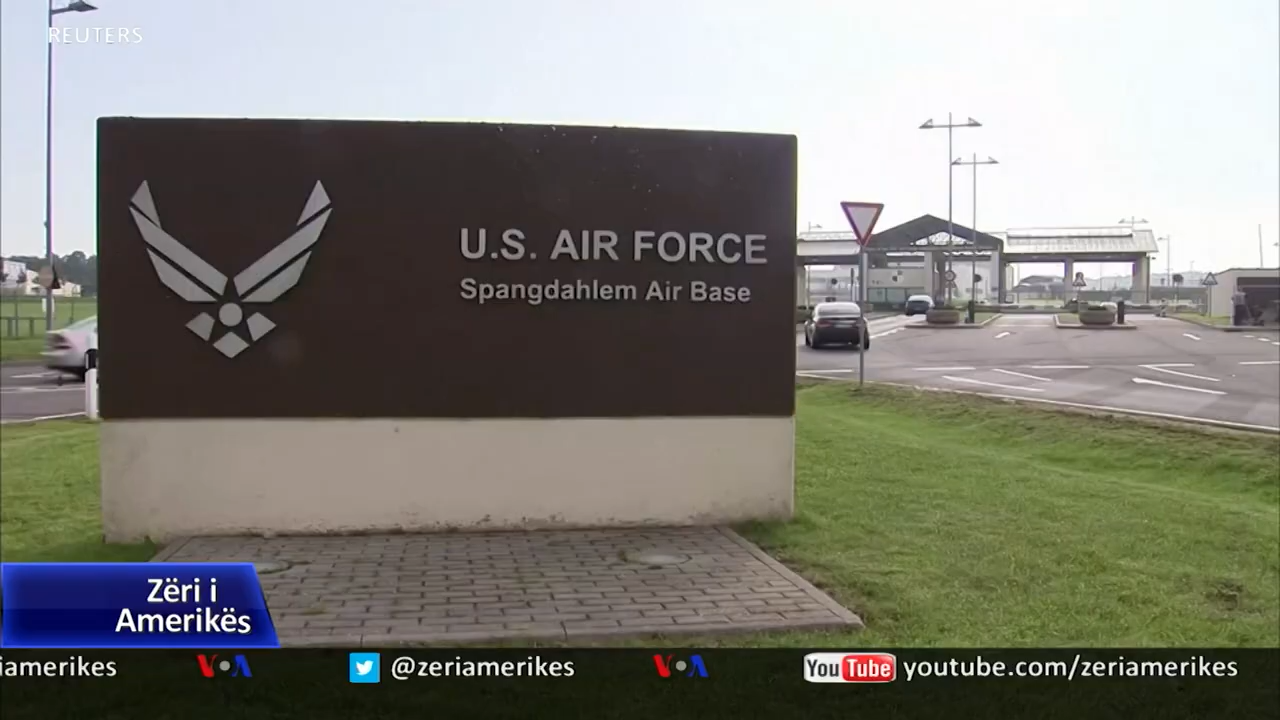 REUTERS
U.S. AIR FORCE
Spangdahlem Air Base
Zëri i
Amerikës
iamerikes VOA @zeriamerikes VOA YouTube youtube.com/zeriamerikes